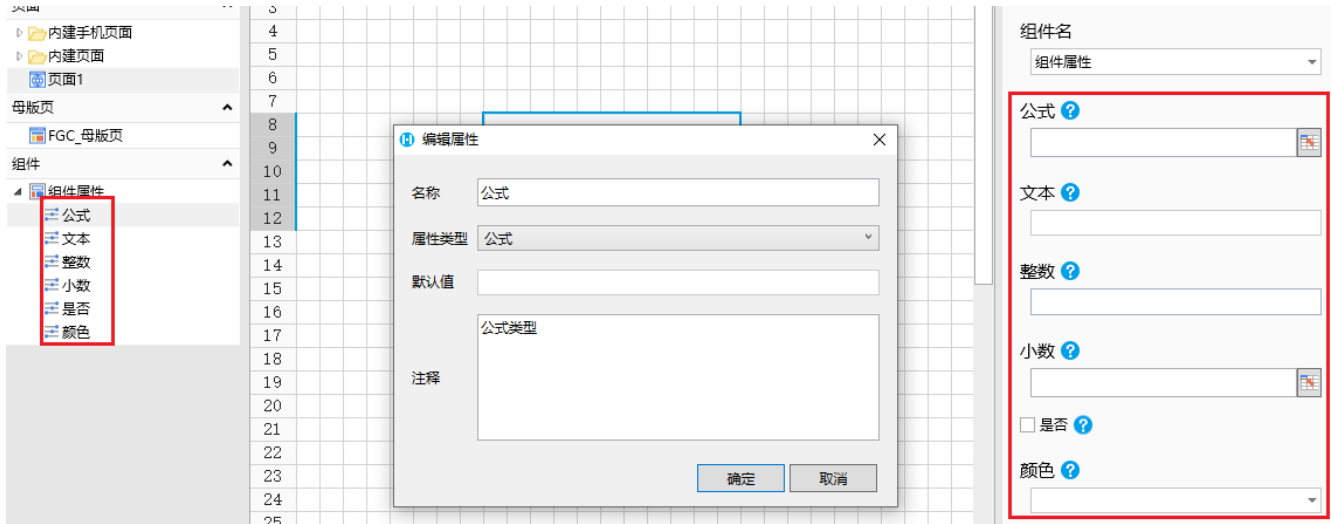 页面
内建手机页面
内建页面
页面1
母版页
FGC_母版页
组件
组件属性
公式
文本
整数
小数
是否
颜色
3
4
5
6
7
8
9
10
11
12
13
14
15
16
17
18
19
20
21
22
23
24
25
编辑属性
名称 公式
属性类型 公式
默认值
注释 公式类型
确定 取消
组件名
组件属性
公式 ?
文本 ?
整数 ?
小数 ?
是否 ?
颜色 ?